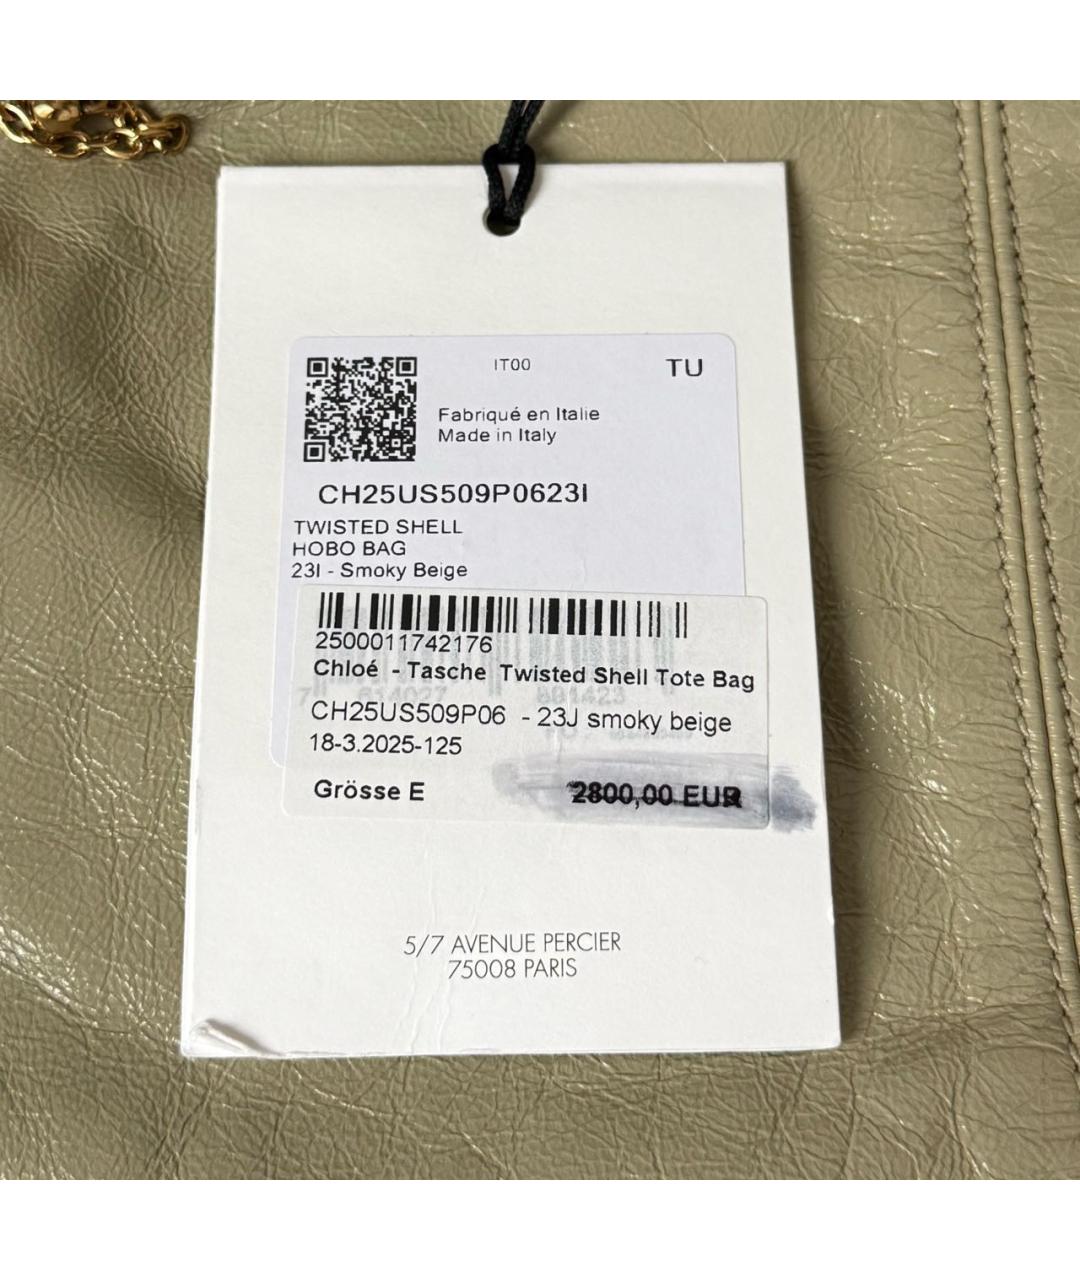 IT00
TU
Fabriqué en Italie
Made in Italy
CH25US509P0623I
TWISTED SHELL
HOBO BAG
23I - Smoky Beige
2500011742176
Chloé - Tasche Twisted Shell Tote Bag
CH25US509P06 - 23J smoky beige
18-3.2025-125
Grösse E
2800,00 EUR
5/7 AVENUE PERCIER
75008 PARIS